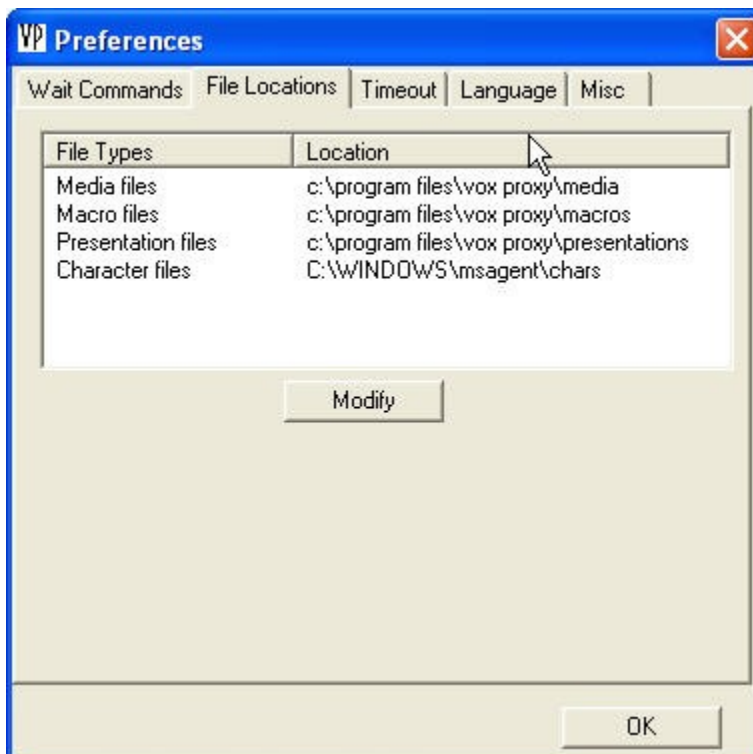 VP Preferences
Wait Commands File Locations Timeout Language Misc
File Types Location
Media files c:\program files\vox proxy\media
Macro files c:\program files\vox proxy\macros
Presentation files c:\program files\vox proxy\presentations
Character files C:\WINDOWS\msagent\chars
Modify
OK